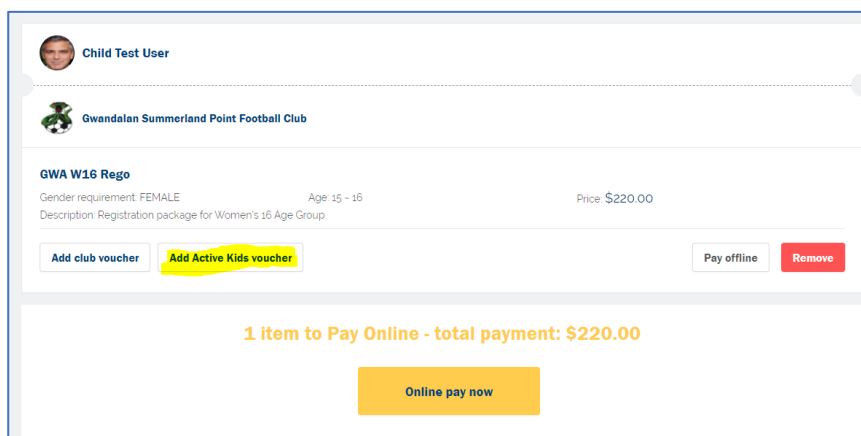 Child Test User
Gwandalan Summerland Point Football Club
GWA W16 Rego
Gender requirement: FEMALE Age: 15 - 16 Price: $220.00
Description: Registration package for Women's 16 Age Group
Add club voucher Add Active Kids voucher Pay offline Remove
1 item to Pay Online - total payment: $220.00
Online pay now